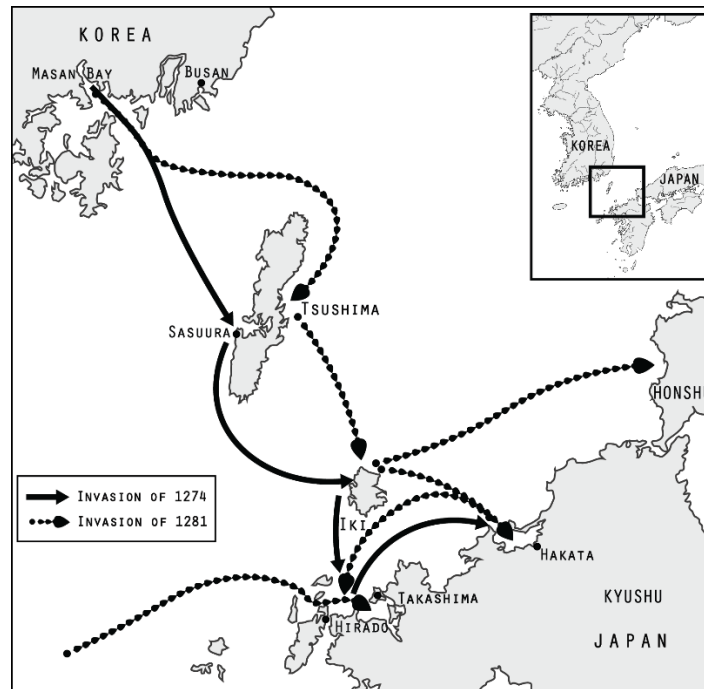 KOREA
MASAN BAY
BUSAN
KOREA
JAPAN
TSUSHIMA
SASUURA
HONSHU
INVASION OF 1274
INVASION OF 1281
IKI
HAKATA
TAKASHIMA
HIRADO
KYUSHU
JAPAN